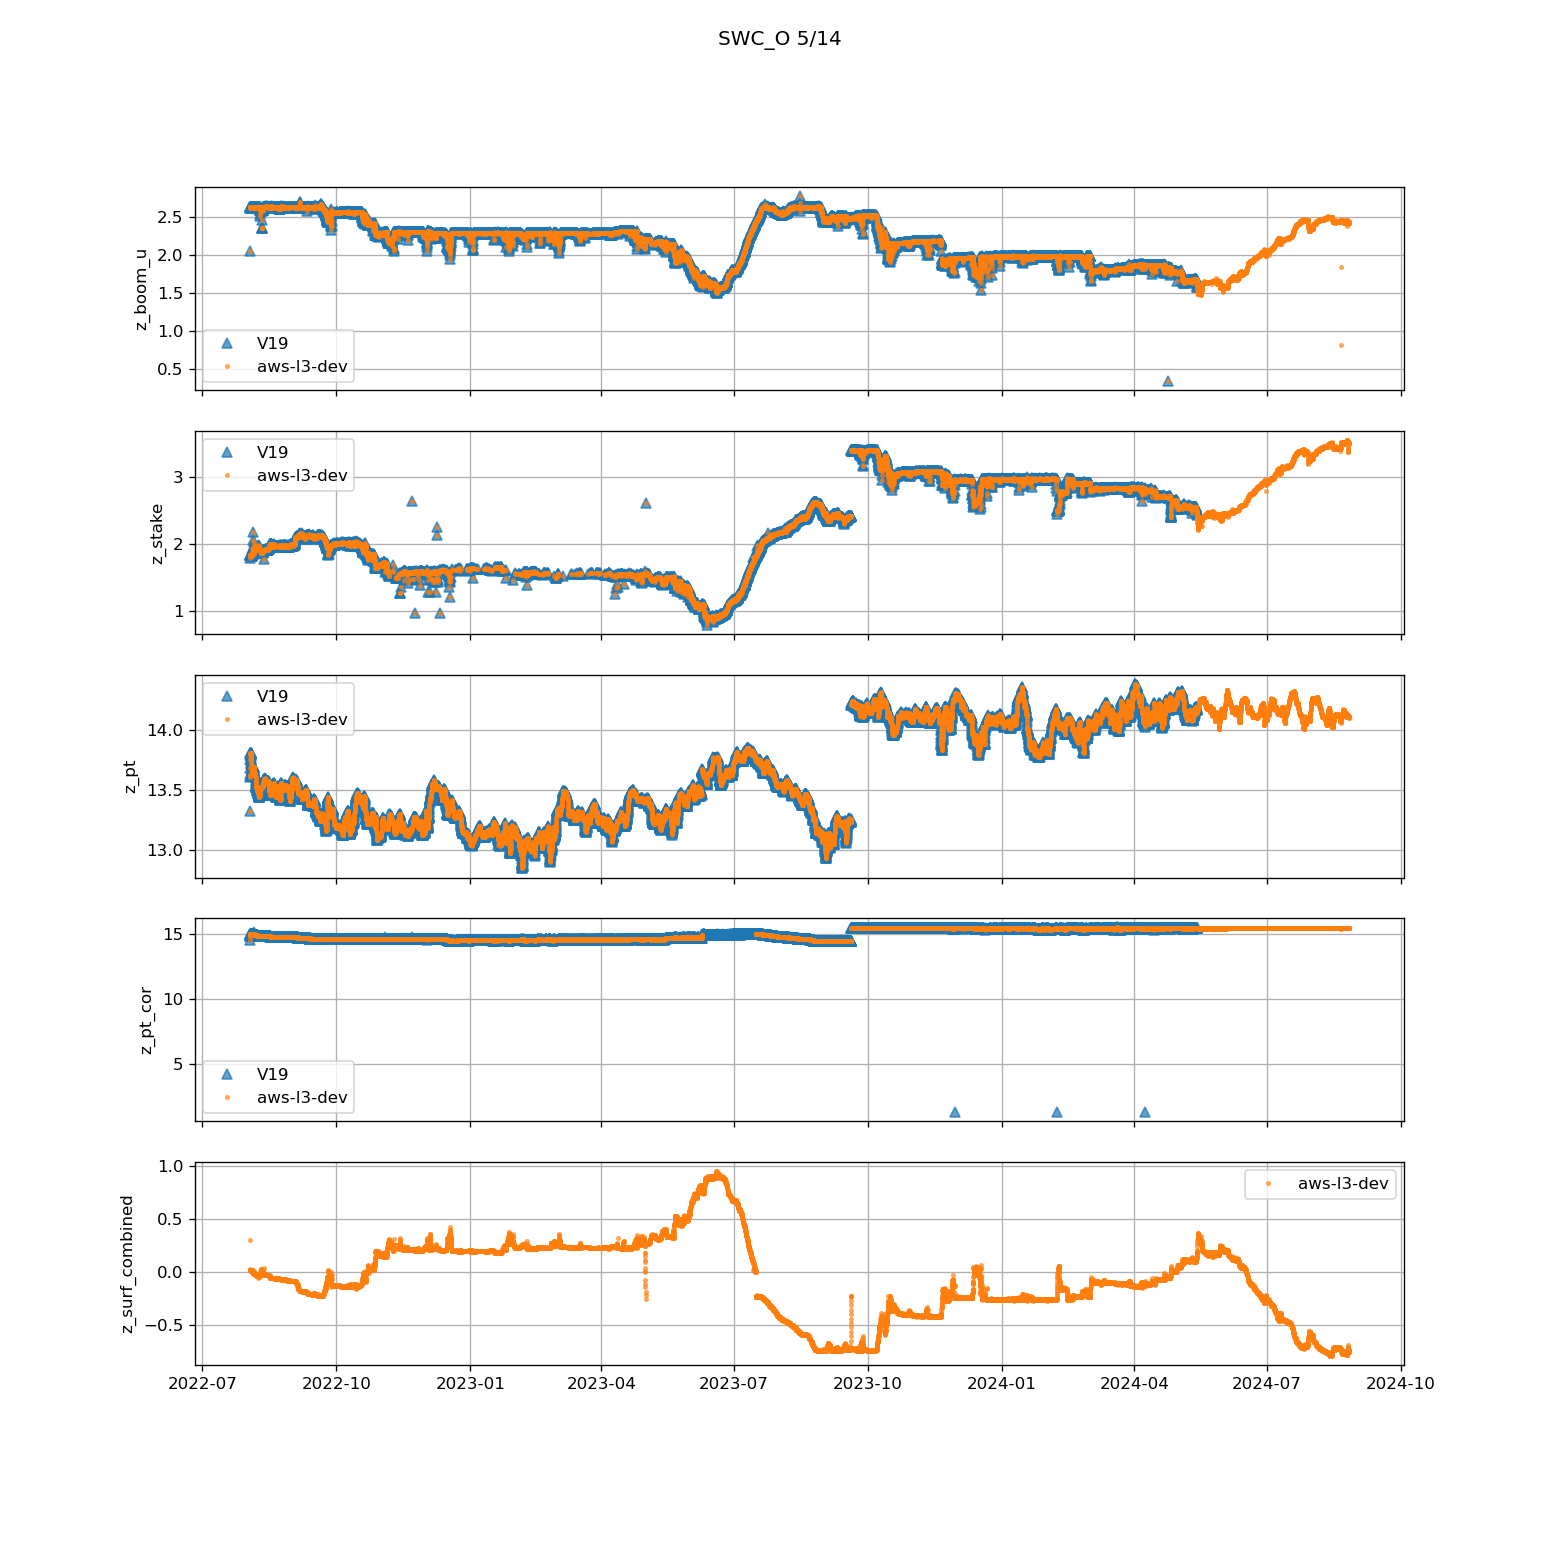 SWC_O 5/14
z_boom_u
2.5
2.0
1.5
1.0
0.5
V19
aws-l3-dev
z_stake
3
2
1
V19
aws-l3-dev
z_pt
14.0
13.5
13.0
V19
aws-l3-dev
z_pt_cor
15
10
5
V19
aws-l3-dev
z_surf_combined
1.0
0.5
0.0
−0.5
aws-l3-dev
2022-07 2022-10 2023-01 2023-04 2023-07 2023-10 2024-01 2024-04 2024-07 2024-10